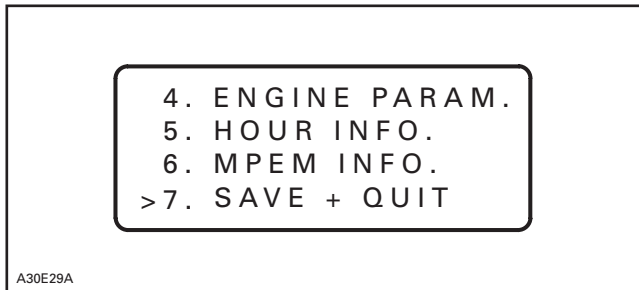 4. ENGINE PARAM.
5. HOUR INFO.
6. MPEM INFO.
>7. SAVE + QUIT
A30E29A